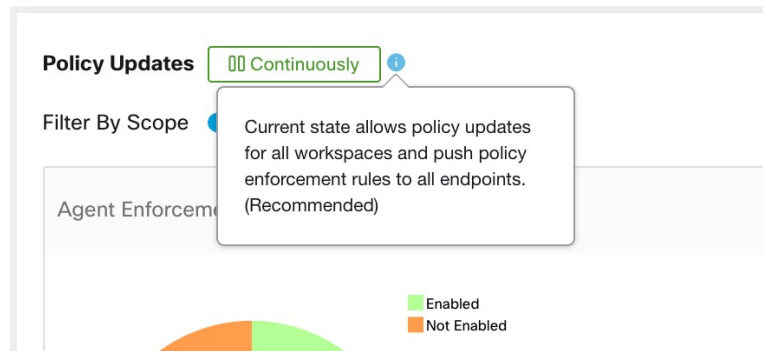 Policy Updates Continuously
Filter By Scope
Current state allows policy updates
for all workspaces and push policy
enforcement rules to all endpoints.
(Recommended)
Agent
Enabled
Not Enabled